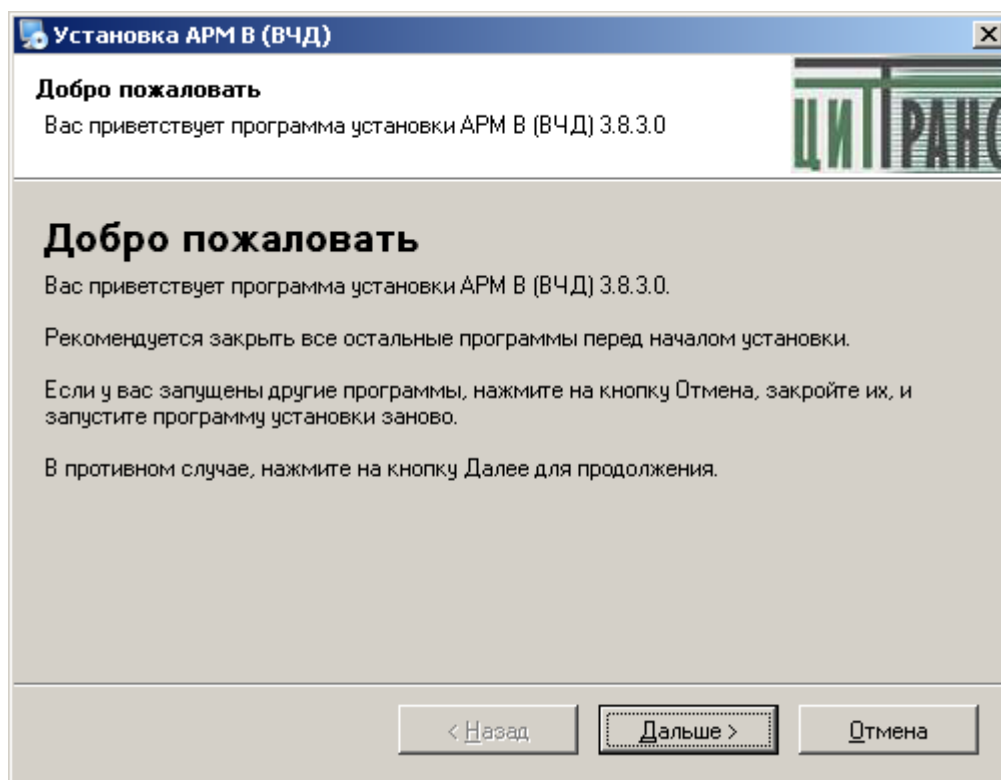 Установка АРМ В (ВЧД)
Добро пожаловать
Вас приветствует программа установки АРМ В (ВЧД) 3.8.3.0
ЦИТТРАНС
Добро пожаловать
Вас приветствует программа установки АРМ В (ВЧД) 3.8.3.0.
Рекомендуется закрыть все остальные программы перед началом установки.
Если у вас запущены другие программы, нажмите на кнопку Отмена, закройте их, и
запустите программу установки заново.
В противном случае, нажмите на кнопку Далее для продолжения.
< Назад
Дальше >
Отмена